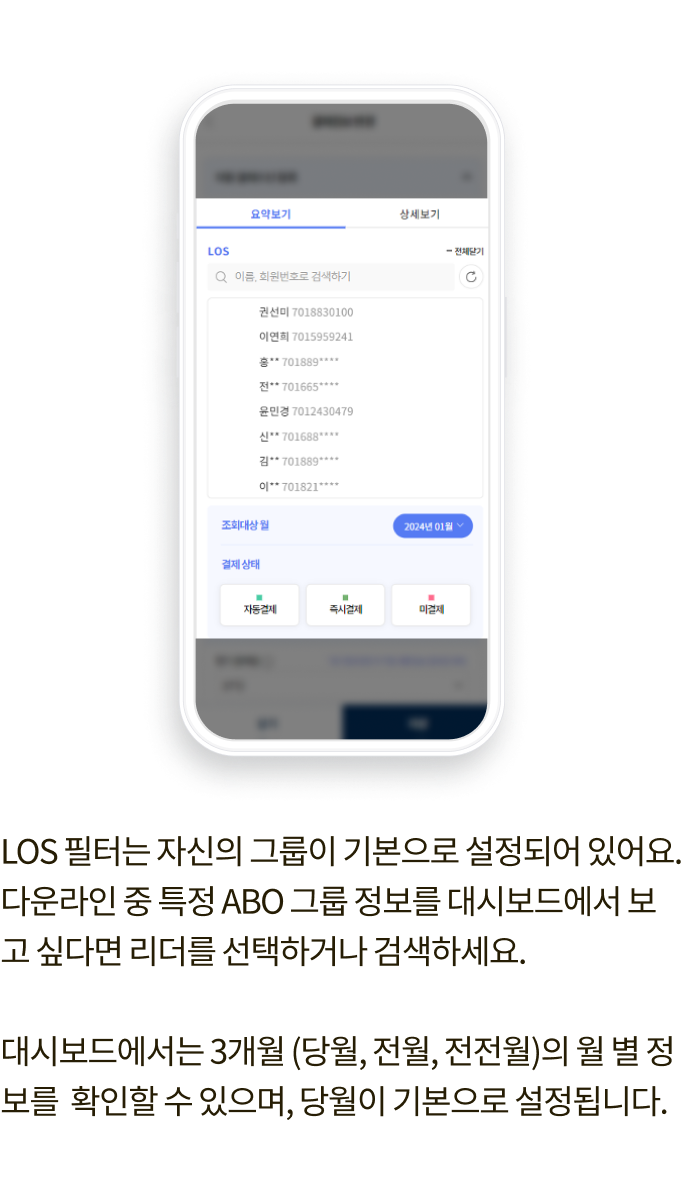 요약보기 상세보기
LOS ━ 전체닫기
이름, 회원번호로 검색하기
권선미 7018830100
이연희 7015959241
홍** 701889****
전** 701665****
윤민경 7012430479
신** 701688****
김** 701889****
이** 701821****
조회대상 월 2024년 01월
결제 상태
자동결제 즉시결제 미결제
LOS 필터는 자신의 그룹이 기본으로 설정되어 있어요.
다운라인 중 특정 ABO 그룹 정보를 대시보드에서 보
고 싶다면 리더를 선택하거나 검색하세요.
대시보드에서는 3개월 (당월, 전월, 전전월)의 월 별 정
보를 확인할 수 있으며, 당월이 기본으로 설정됩니다.